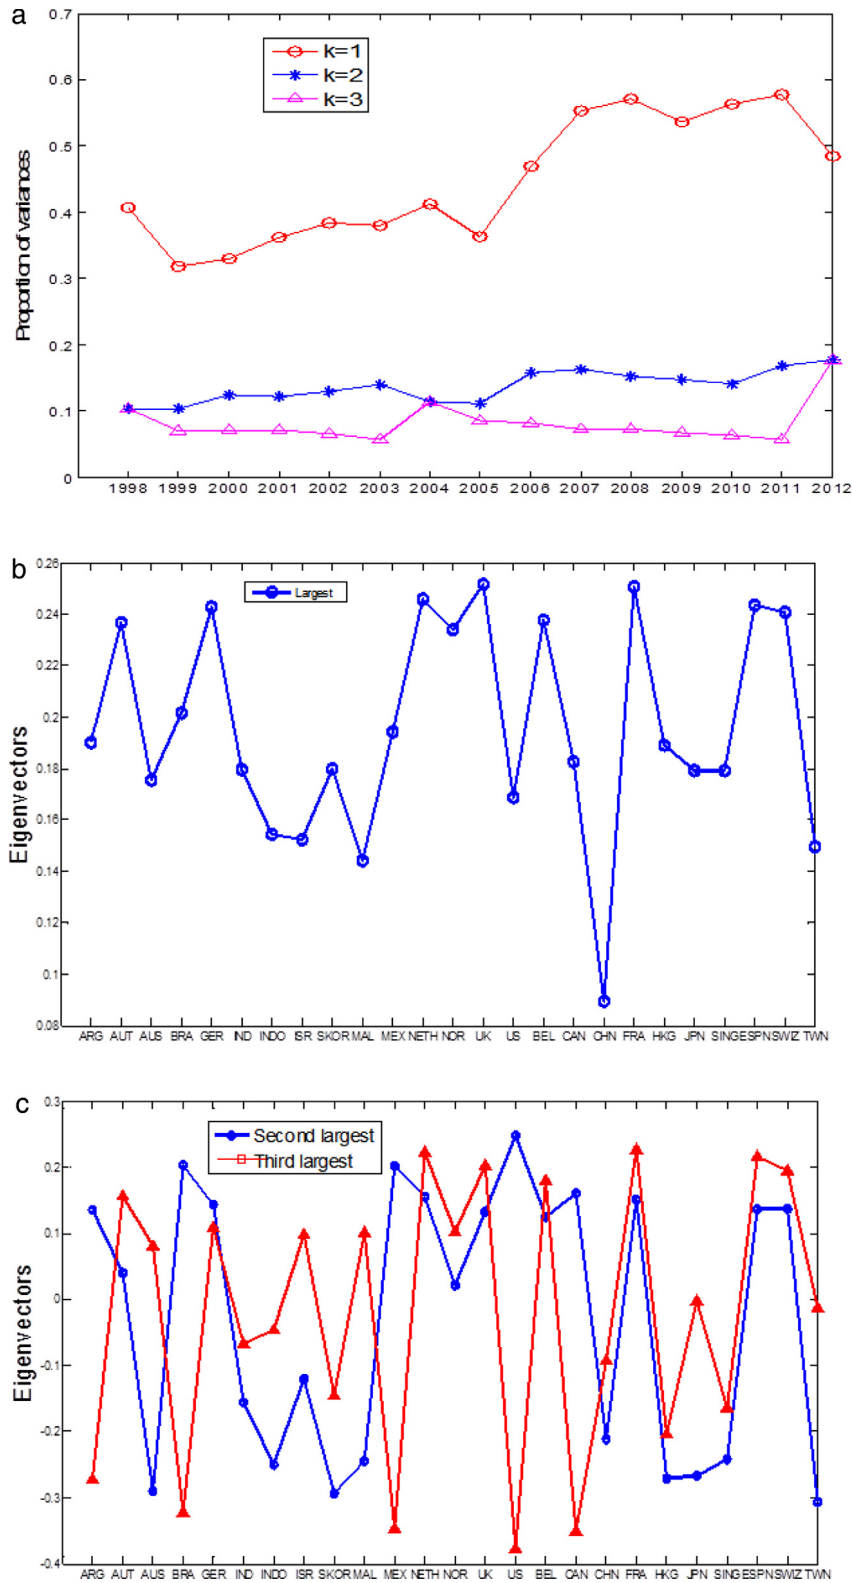 a
0.7
0.6
0.5
0.4
0.3
0.2
0.1
0
Proportion of variances
k=1
k=2
k=3
1998 1999 2000 2001 2002 2003 2004 2005 2006 2007 2008 2009 2010 2011 2012
b
0.26
0.24
0.22
0.2
0.18
0.16
0.14
0.12
0.1
0.08
Eigenvectors
Largest
ARG AUT AUS BRA GER IND INDO ISR SKOR MAL MEX NETH NOR UK US BEL CAN CHN FRA HKG JPN SING ESPN SWIZ TWN
c
0.3
0.2
0.1
0
-0.1
-0.2
-0.3
-0.4
Eigenvectors
Second largest
Third largest
ARG AUT AUS BRA GER IND INDO ISR SKOR MAL MEX NETH NOR UK US BEL CAN CHN FRA HKG JPN SING ESPN SWIZ TWN